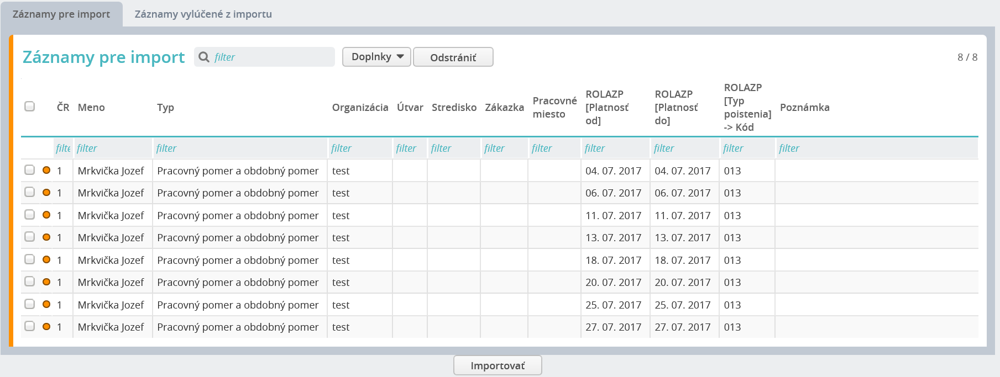 Záznamy pre import Záznamy vylúčené z importu
Záznamy pre import filter Doplnky Odstrániť 8 / 8
ČR Meno Typ Organizácia Útvar Stredisko Zákazka Pracovné miesto ROLAZP [Platnosť od] ROLAZP [Platnosť do] ROLAZP [Typ poistenia] -> Kód Poznámka
filte filter filter filter filter filter filter filter filter filter filter filter
1 Mrkvička Jozef Pracovný pomer a obdobný pomer test 04. 07. 2017 04. 07. 2017 013
1 Mrkvička Jozef Pracovný pomer a obdobný pomer test 06. 07. 2017 06. 07. 2017 013
1 Mrkvička Jozef Pracovný pomer a obdobný pomer test 11. 07. 2017 11. 07. 2017 013
1 Mrkvička Jozef Pracovný pomer a obdobný pomer test 13. 07. 2017 13. 07. 2017 013
1 Mrkvička Jozef Pracovný pomer a obdobný pomer test 18. 07. 2017 18. 07. 2017 013
1 Mrkvička Jozef Pracovný pomer a obdobný pomer test 20. 07. 2017 20. 07. 2017 013
1 Mrkvička Jozef Pracovný pomer a obdobný pomer test 25. 07. 2017 25. 07. 2017 013
1 Mrkvička Jozef Pracovný pomer a obdobný pomer test 27. 07. 2017 27. 07. 2017 013
Importovať